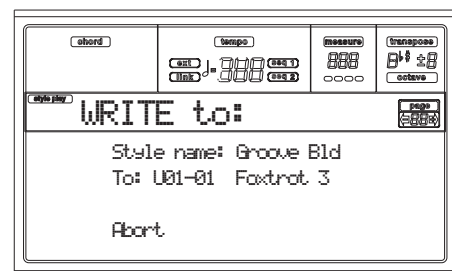 chord tempo measure transpose
ext seq 1
link seq 2
octave
style play
WRITE to:
page
Style name: Groove Bld
To: U01-01 Foxtrot 3
Abort